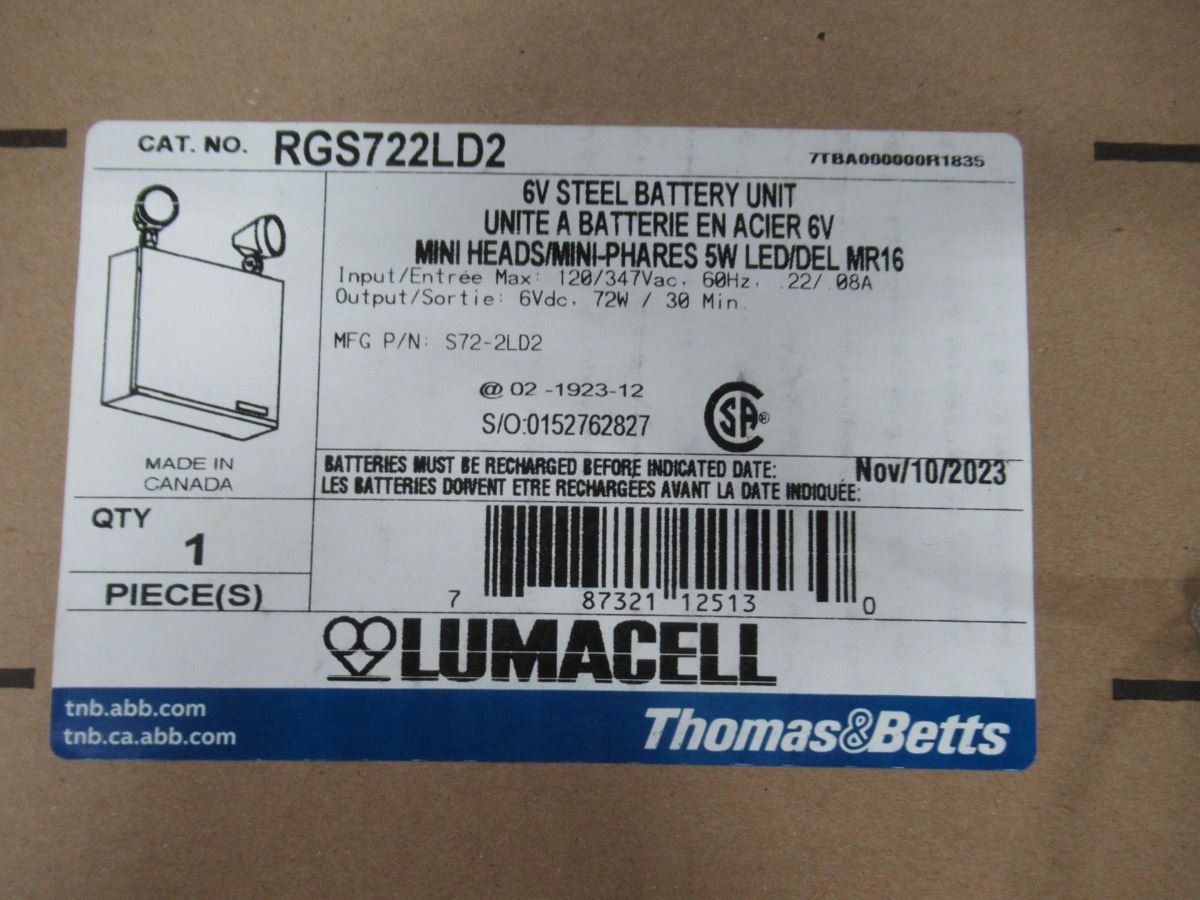 CAT. NO. RGS722LD2 7TBA000000R1835
6V STEEL BATTERY UNIT
UNITE A BATTERIE EN ACIER 6V
MINI HEADS/MINI-PHARES 5W LED/DEL MR16
Input/Entrée Max: 120/347Vac, 60Hz, .22/.08A
Output/Sortie: 6Vdc, 72W / 30 Min.
MFG P/N: S72-2LD2
@ 02 -1923-12
S/O:0152762827
CSA®
MADE IN
CANADA
BATTERIES MUST BE RECHARGED BEFORE INDICATED DATE: Nov/10/2023
LES BATTERIES DOIVENT ETRE RECHARGEES AVANT LA DATE INDIQUÉE:
QTY
1
PIECE(S)
7 87321 12513 0
LUMACELL
tnb.abb.com
tnb.ca.abb.com
Thomas&Betts